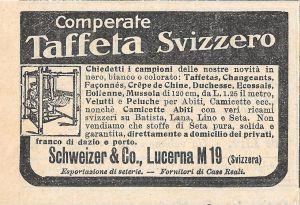 Comperate
Taffeta Svizzero
Chiedetti i campioni delle nostre novità in
nero, bianco o colorato: Taffetas, Changeants,
Façonnés, Crêpe de Chine, Duchesse, Ecossais,
Eolienne, Mussola di 120 cm, da L. 1.25 il metro,
Velutti e Peluche per Abiti, Camicette ecc.,
nonchè Camicette Abiti con veri ricami
svizzeri su Batista, Lana, Lino e Seta. Non
vendiamo che stoffe di Seta pura, solida e
garantita, direttamente a domicilio dei privati,
franco di dazio e porto.
Schweizer & Co., Lucerna M 19 (Svizzera)
Esportazione di seterie. — Fornitori di Case Reali.